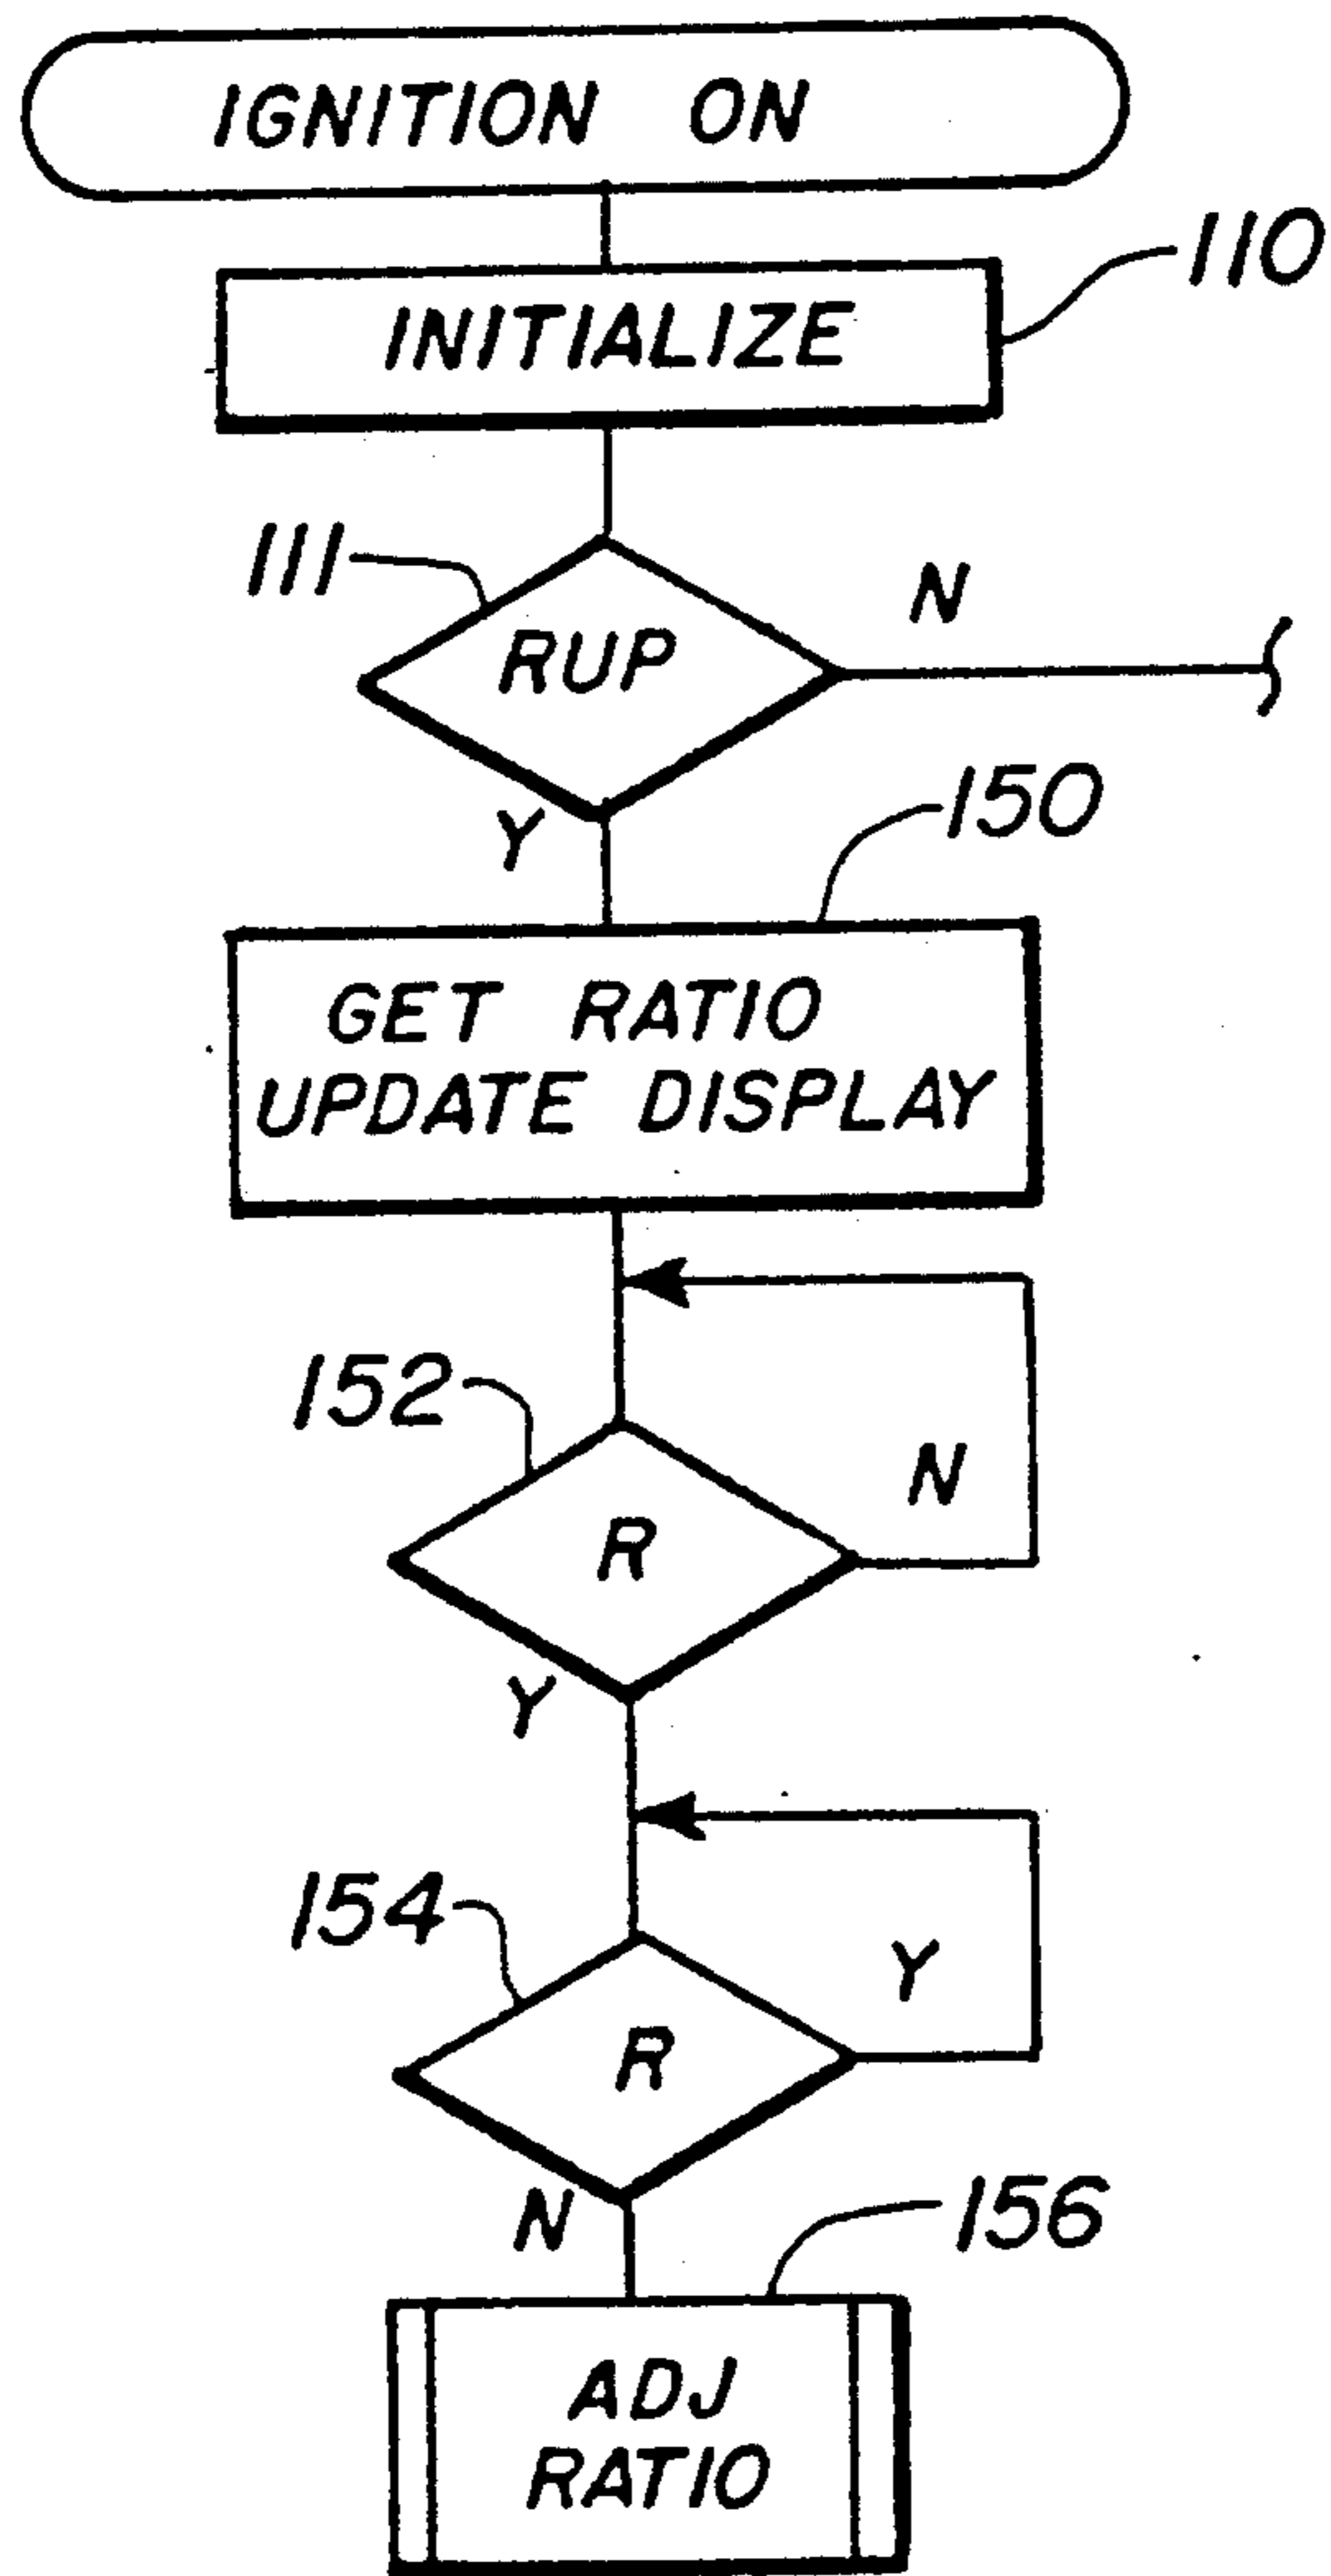 IGNITION ON
110
INITIALIZE
111
RUP
N
Y
150
GET RATIO
UPDATE DISPLAY
152
R
N
Y
154
R
Y
N
156
ADJ
RATIO